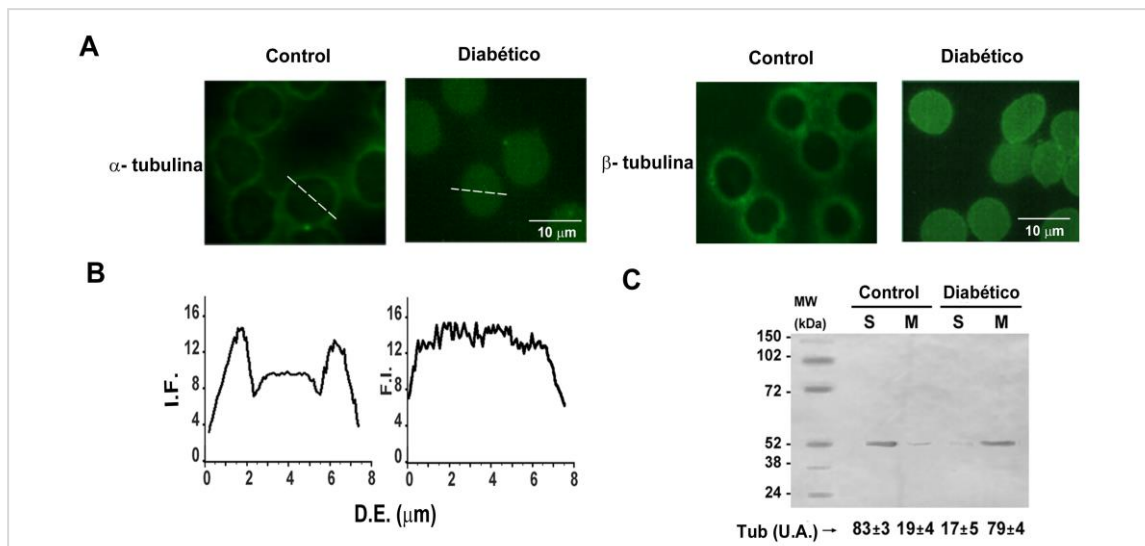 A
Control
Diabético
Control
Diabético
α- tubulina
10 μm
β- tubulina
10 μm
B
I.F.
16
12
8
4
0
0 2 4 6 8
F.I.
16
12
8
4
0
0 2 4 6 8
D.E. (μm)
C
MW
(kDa)
Control Diabético
S M S M
150 -
102 -
72 -
52 -
38 -
24 -
Tub (U.A.) → 83±3 19±4 17±5 79±4